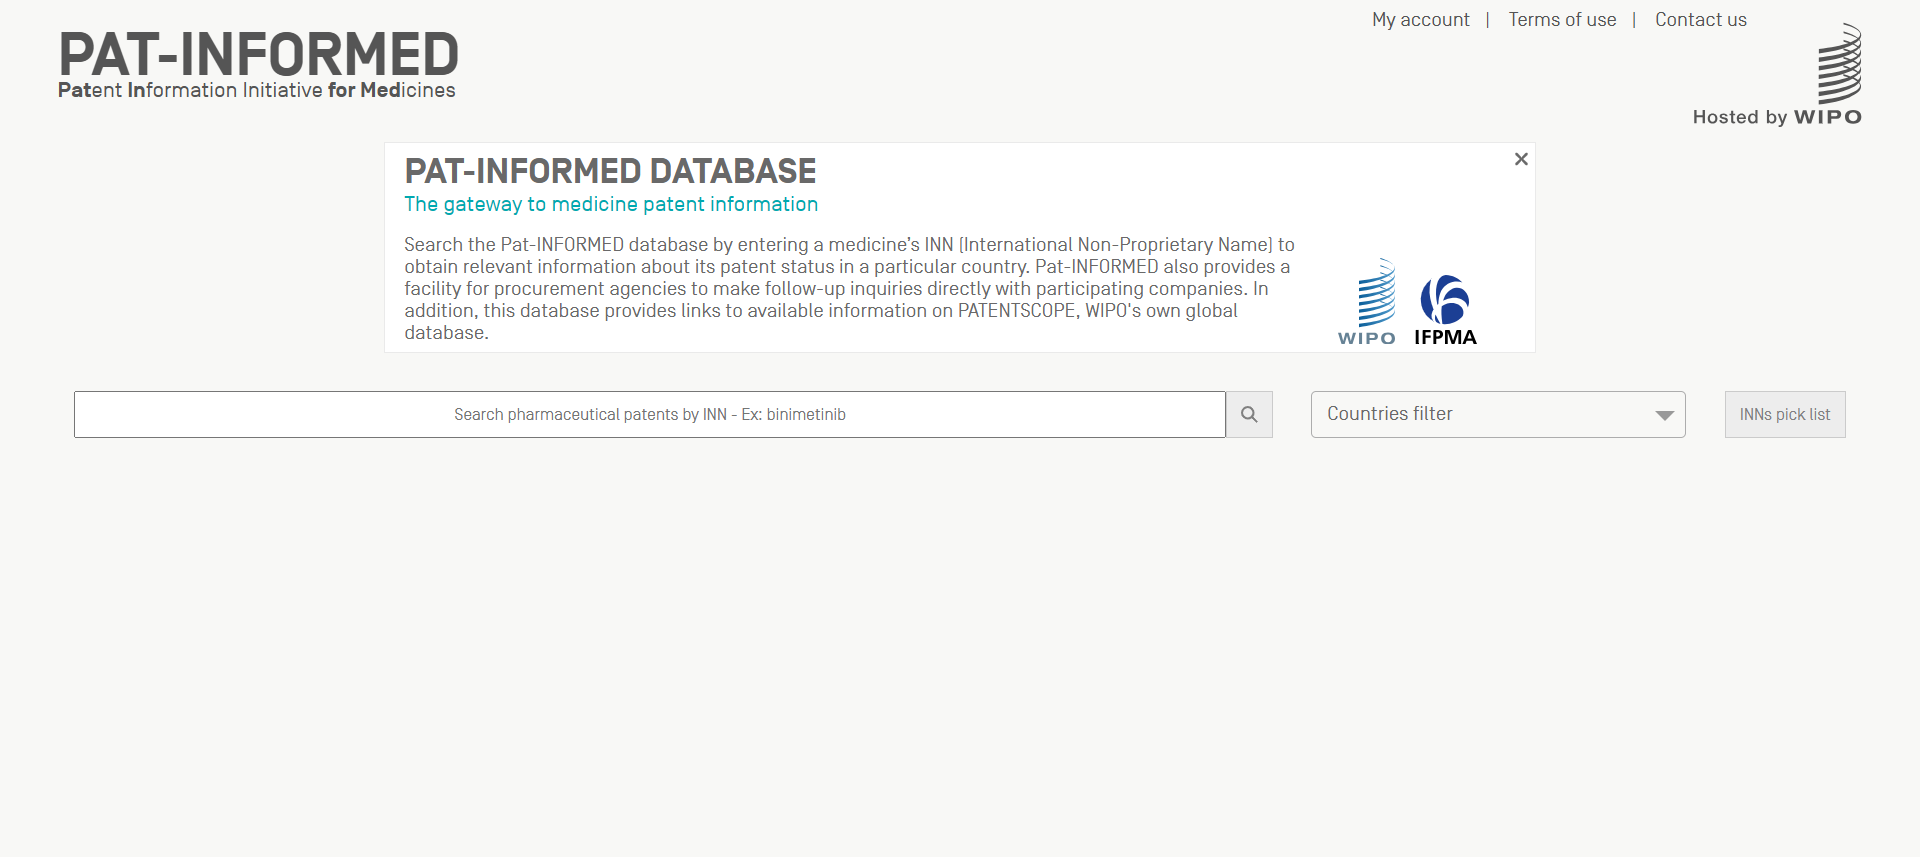 My account | Terms of use | Contact us
PAT-INFORMED
Patent Information Initiative for Medicines
Hosted by WIPO
PAT-INFORMED DATABASE
The gateway to medicine patent information
Search the Pat-INFORMED database by entering a medicine’s INN (International Non-Proprietary Name) to
obtain relevant information about its patent status in a particular country. Pat-INFORMED also provides a
facility for procurement agencies to make follow-up inquiries directly with participating companies. In
addition, this database provides links to available information on PATENTSCOPE, WIPO's own global
database.
WIPO IFPMA
Search pharmaceutical patents by INN - Ex: binimetinib
Countries filter
INNs pick list